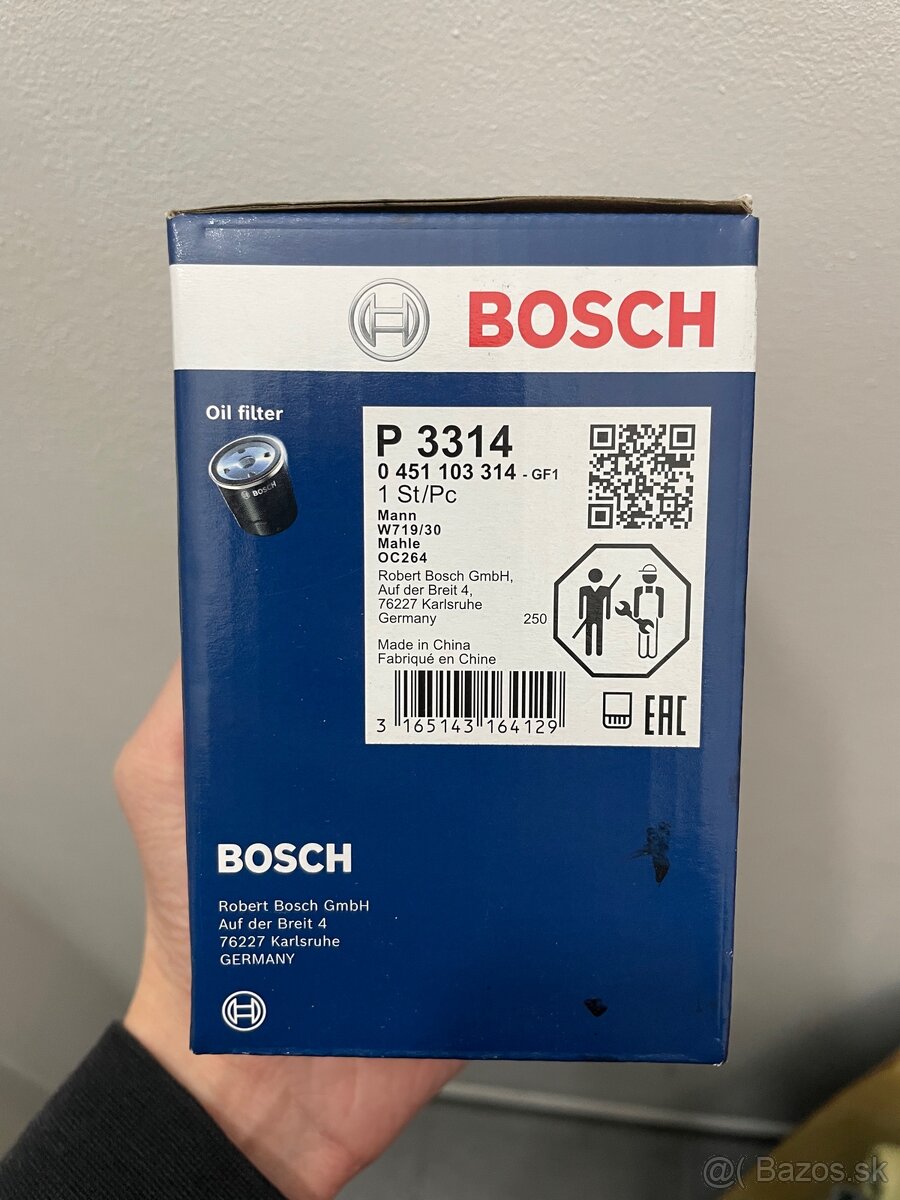 BOSCH
Oil filter
BOSCH
P 3314
0 451 103 314 - GF1
1 St/Pc
Mann
W719/30
Mahle
OC264
Robert Bosch GmbH,
Auf der Breit 4,
76227 Karlsruhe
Germany
250
Made in China
Fabriqué en Chine
3 165143 164129
EAC
BOSCH
Robert Bosch GmbH
Auf der Breit 4
76227 Karlsruhe
GERMANY
@( Bazos.sk